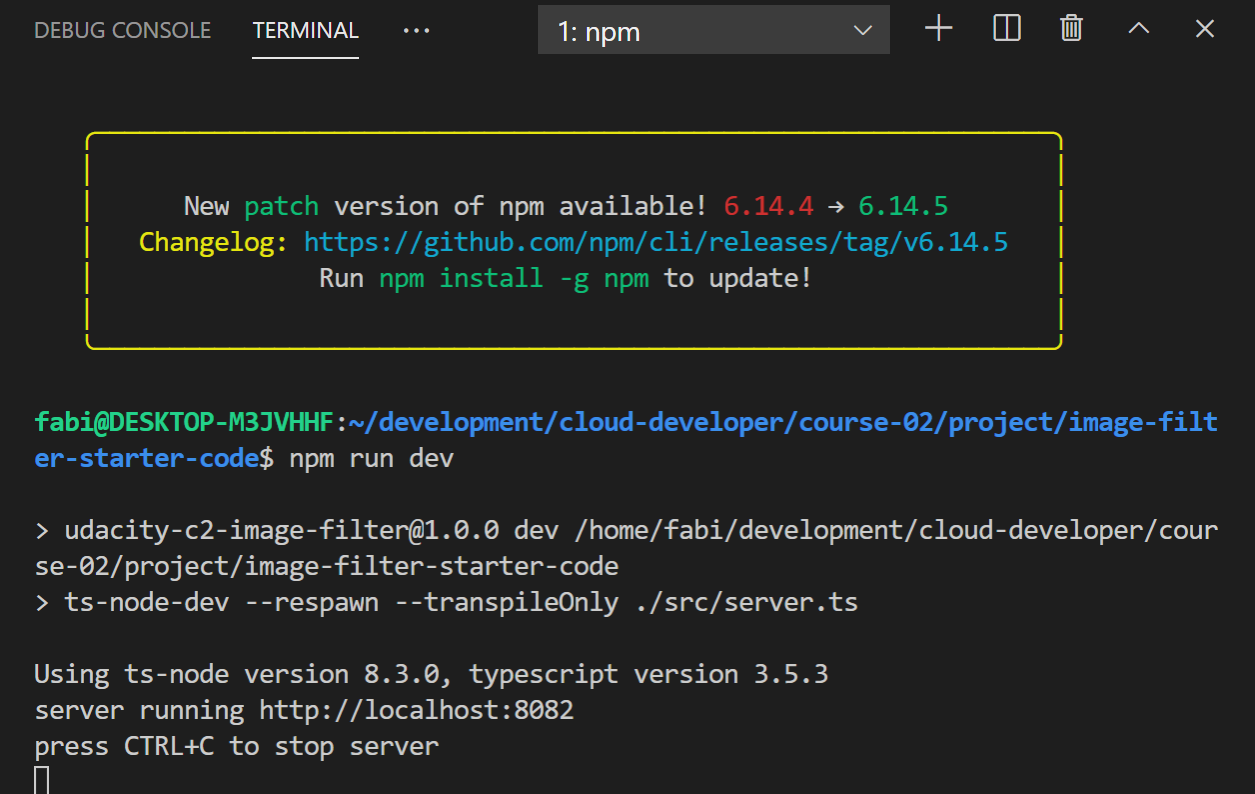 DEBUG CONSOLE TERMINAL ... 1: npm
New patch version of npm available! 6.14.4 → 6.14.5
Changelog: https://github.com/npm/cli/releases/tag/v6.14.5
Run npm install -g npm to update!
fabi@DESKTOP-M3JVHHF:~/development/cloud-developer/course-02/project/image-filt
er-starter-code$ npm run dev
> udacity-c2-image-filter@1.0.0 dev /home/fabi/development/cloud-developer/cour
se-02/project/image-filter-starter-code
> ts-node-dev --respawn --transpileOnly ./src/server.ts
Using ts-node version 8.3.0, typescript version 3.5.3
server running http://localhost:8082
press CTRL+C to stop server